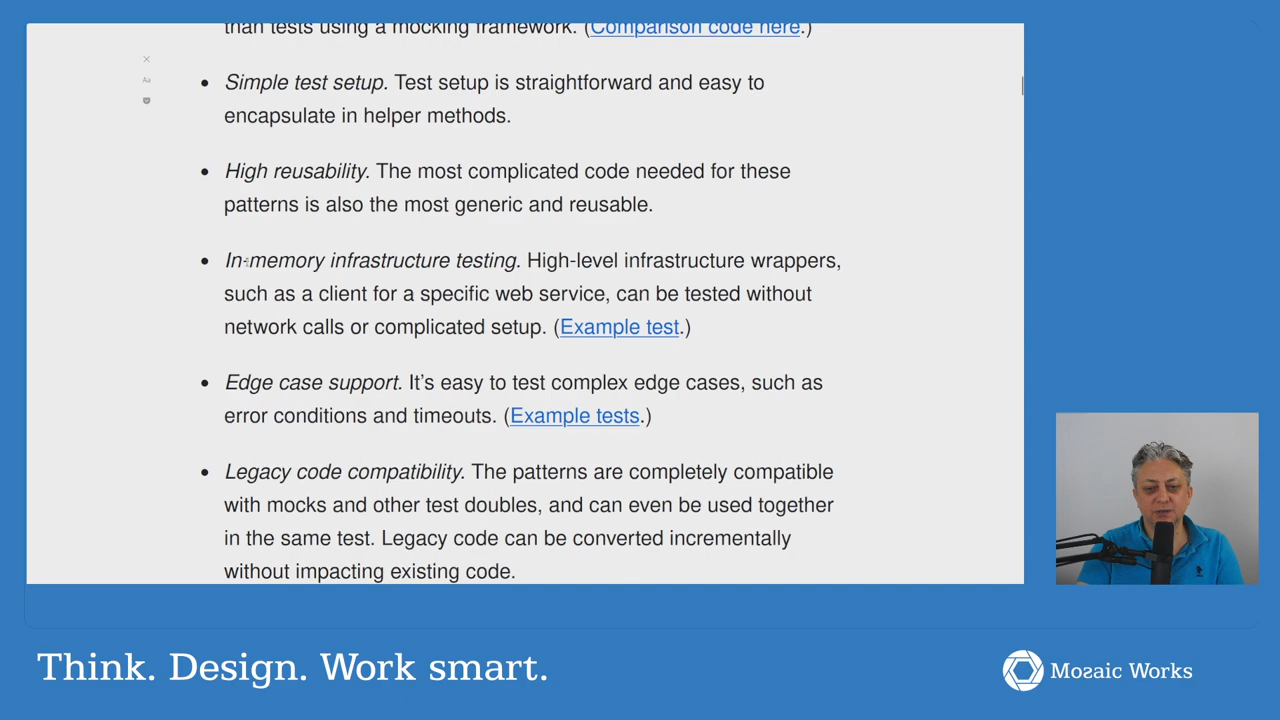 than tests using a mocking framework. (Comparison code here.)
Aa
• Simple test setup. Test setup is straightforward and easy to
encapsulate in helper methods.
• High reusability. The most complicated code needed for these
patterns is also the most generic and reusable.
• In-memory infrastructure testing. High-level infrastructure wrappers,
such as a client for a specific web service, can be tested without
network calls or complicated setup. (Example test.)
• Edge case support. It’s easy to test complex edge cases, such as
error conditions and timeouts. (Example tests.)
• Legacy code compatibility. The patterns are completely compatible
with mocks and other test doubles, and can even be used together
in the same test. Legacy code can be converted incrementally
without impacting existing code.
Think. Design. Work smart.
Mozaic Works